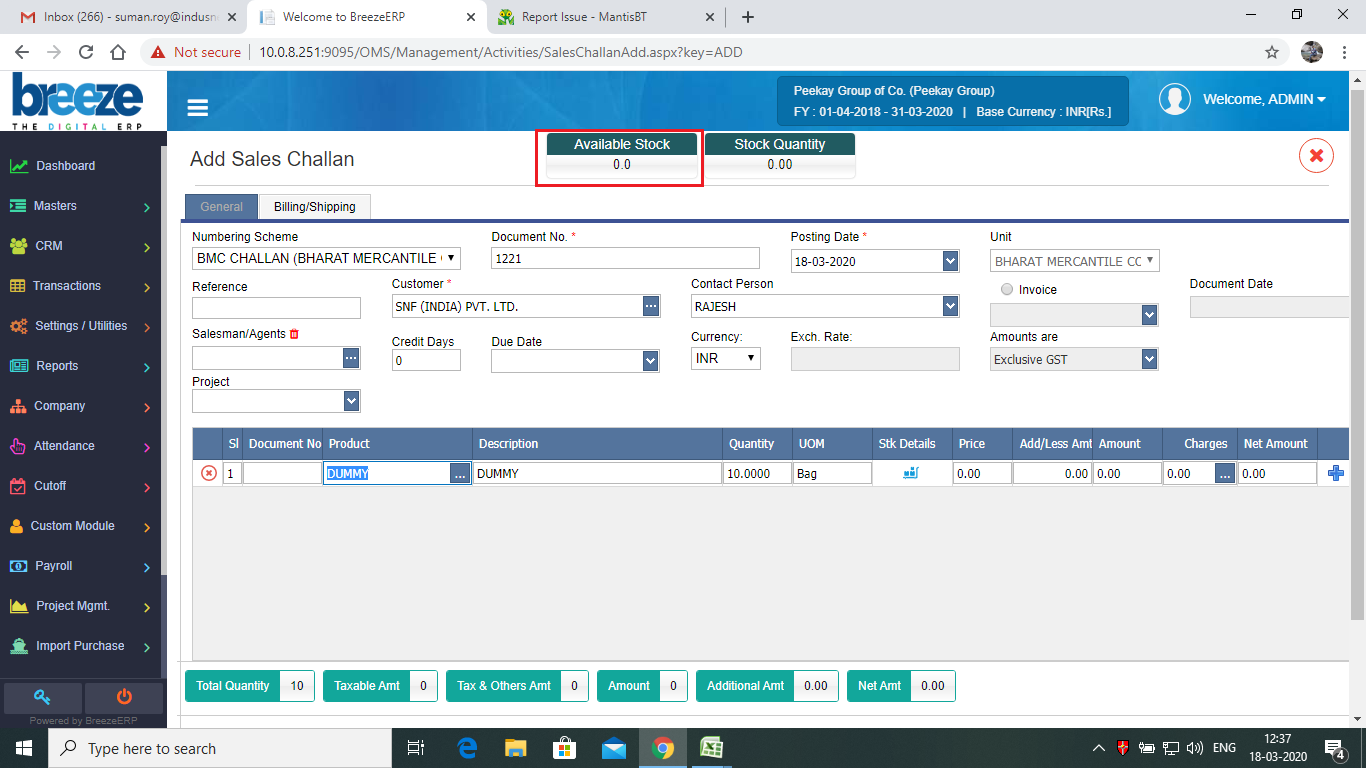 Inbox (266) - suman.roy@indusn
Welcome to BreezeERP
Report Issue - MantisBT
Not secure | 10.0.8.251:9095/OMS/Management/Activities/SalesChallanAdd.aspx?key=ADD
breeze
THE DIGITAL ERP
Peekay Group of Co. (Peekay Group)
FY : 01-04-2018 - 31-03-2020 | Base Currency : INR[Rs.]
Welcome, ADMIN
Dashboard
Masters
CRM
Transactions
Settings / Utilities
Reports
Company
Attendance
Cutoff
Custom Module
Payroll
Project Mgmt.
Import Purchase
Powered by BreezeERP
Add Sales Challan
Available Stock
0.0
Stock Quantity
0.00
General
Billing/Shipping
Numbering Scheme
BMC CHALLAN (BHARAT MERCANTILE
Document No. *
1221
Posting Date *
18-03-2020
Unit
BHARAT MERCANTILE CC
Reference
Customer *
SNF (INDIA) PVT. LTD.
Contact Person
RAJESH
Invoice
Document Date
Salesman/Agents
Credit Days
0
Due Date
Currency:
INR
Exch. Rate:
Amounts are
Exclusive GST
Project
Sl Document No Product Description Quantity UOM Stk Details Price Add/Less Amt Amount Charges Net Amount
1 DUMMY ... DUMMY 10.0000 Bag 0.00 0.00 0.00 0.00 ... 0.00
Total Quantity 10
Taxable Amt 0
Tax & Others Amt 0
Amount 0
Additional Amt 0.00
Net Amt 0.00
Type here to search
ENG
12:37
18-03-2020
4